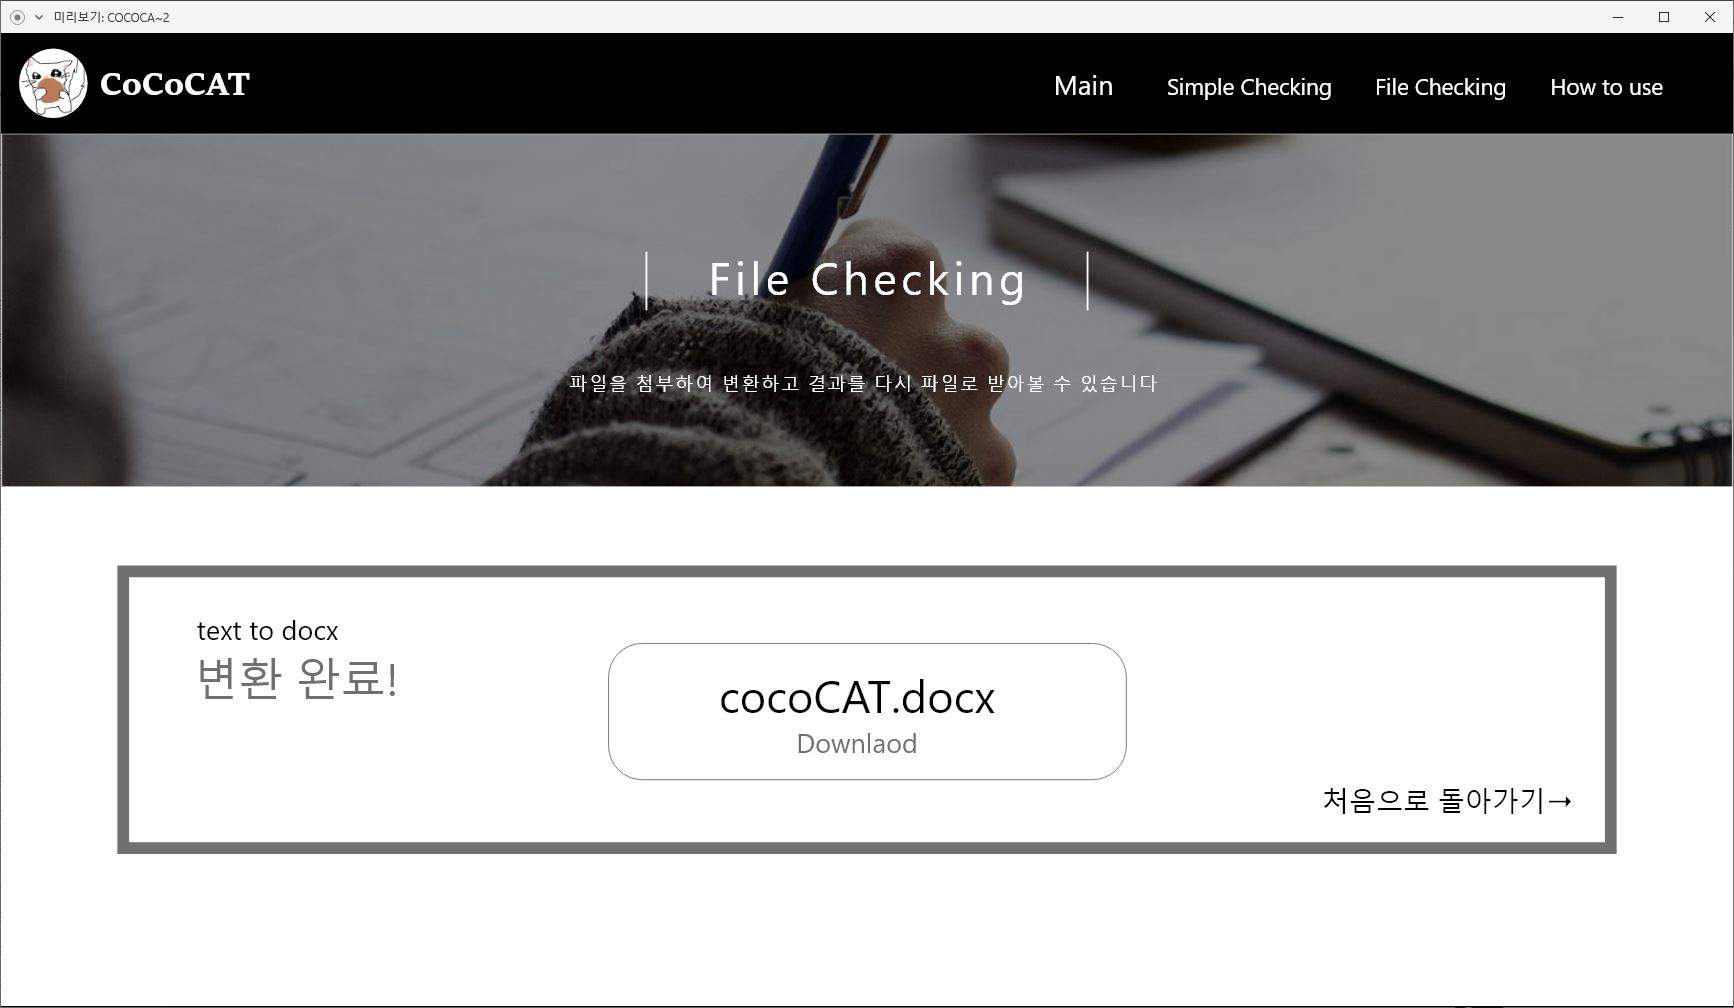 미리보기: COCOCA~2
CoCoCAT
Main Simple Checking File Checking How to use
File Checking
파일을 첨부하여 변환하고 결과를 다시 파일로 받아볼 수 있습니다
text to docx
변환 완료!
cocoCAT.docx
Downlaod
처음으로 돌아가기→